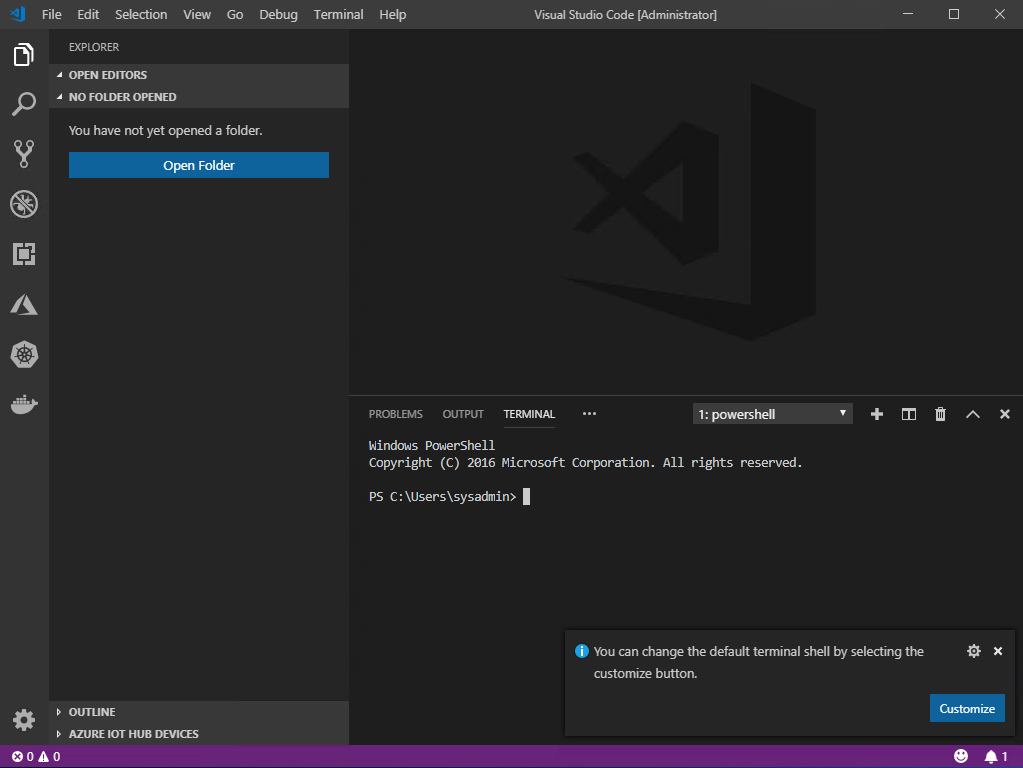 File Edit Selection View Go Debug Terminal Help Visual Studio Code [Administrator]
EXPLORER
OPEN EDITORS
NO FOLDER OPENED
You have not yet opened a folder.
Open Folder
PROBLEMS OUTPUT TERMINAL ••• 1: powershell
Windows PowerShell
Copyright (C) 2016 Microsoft Corporation. All rights reserved.
PS C:\Users\sysadmin>
You can change the default terminal shell by selecting the
customize button.
Customize
OUTLINE
AZURE IOT HUB DEVICES
0 0 1